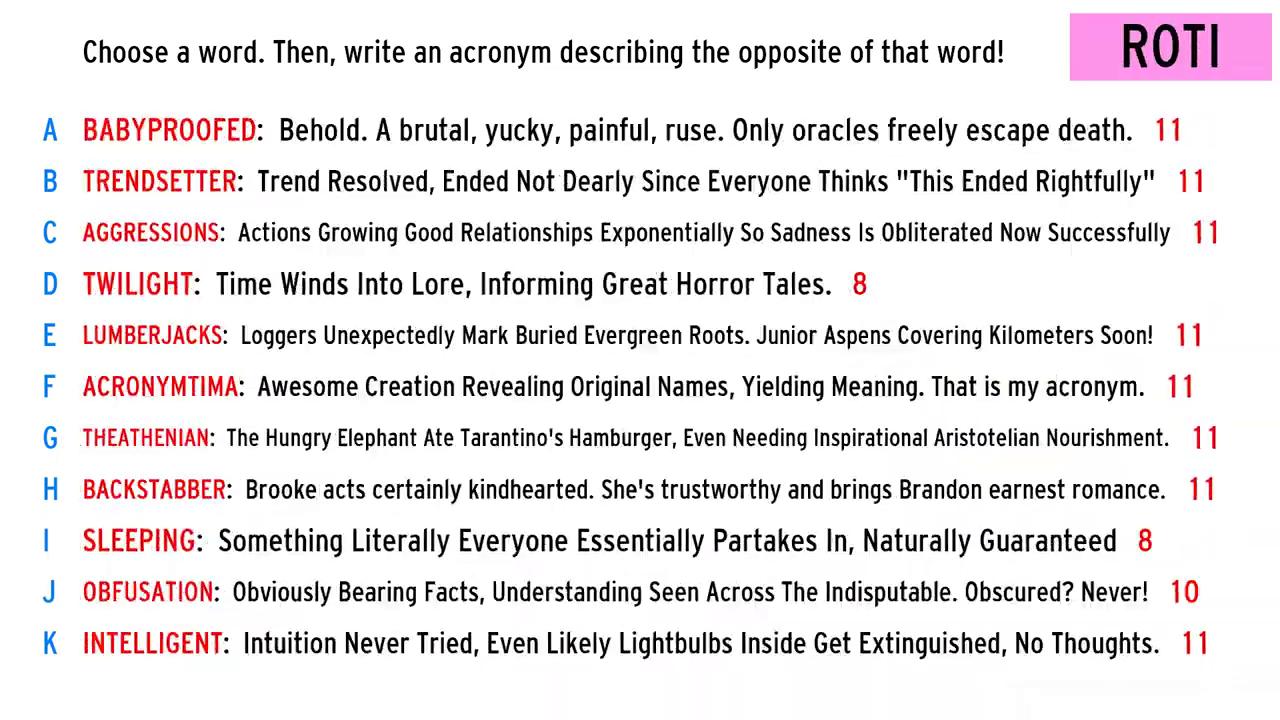 Choose a word. Then, write an acronym describing the opposite of that word!
ROTI
A BABYPROOFED: Behold. A brutal, yucky, painful, ruse. Only oracles freely escape death. 11
B TRENDSETTER: Trend Resolved, Ended Not Dearly Since Everyone Thinks "This Ended Rightfully" 11
C AGGRESSIONS: Actions Growing Good Relationships Exponentially So Sadness Is Obliterated Now Successfully 11
D TWILIGHT: Time Winds Into Lore, Informing Great Horror Tales. 8
E LUMBERJACKS: Loggers Unexpectedly Mark Buried Evergreen Roots. Junior Aspens Covering Kilometers Soon! 11
F ACRONYMTIMA: Awesome Creation Revealing Original Names, Yielding Meaning. That is my acronym. 11
G THEATHENIAN: The Hungry Elephant Ate Tarantino's Hamburger, Even Needing Inspirational Aristotelian Nourishment. 11
H BACKSTABBER: Brooke acts certainly kindhearted. She's trustworthy and brings Brandon earnest romance. 11
I SLEEPING: Something Literally Everyone Essentially Partakes In, Naturally Guaranteed 8
J OBFUSATION: Obviously Bearing Facts, Understanding Seen Across The Indisputable. Obscured? Never! 10
K INTELLIGENT: Intuition Never Tried, Even Likely Lightbulbs Inside Get Extinguished, No Thoughts. 11